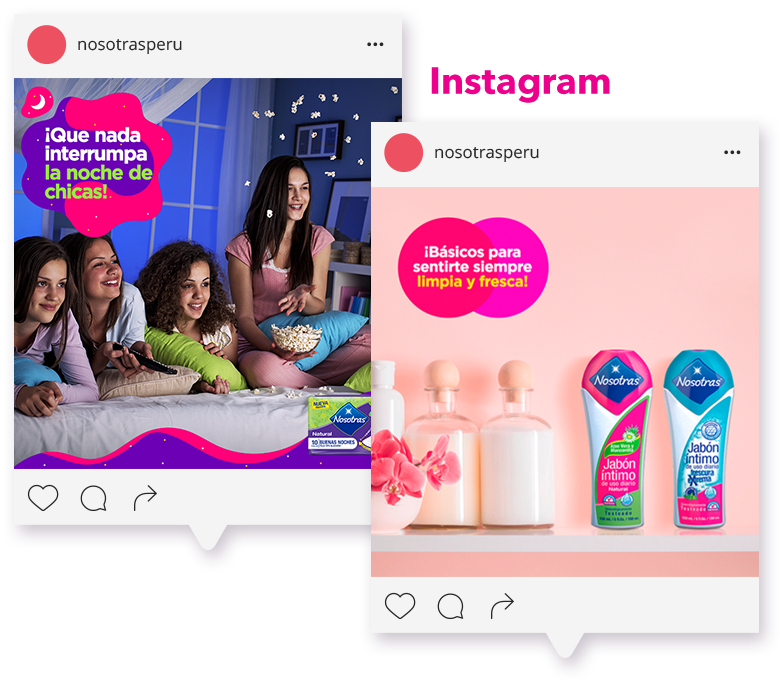 nosotrasperu
¡Que nada
interrumpa
la noche de
chicas!
NUEVA
Nosotras
Natural
10 BUENAS NOCHES
Instagram
nosotrasperu
¡Básicos para
sentirte siempre
limpia y fresca!
Nosotras
Aloe Vera y
Manzanilla
Jabón
íntimo
de uso diario
Natural
Testeado
Nosotras
Jabón
íntimo
de uso diario
frescura
extrema
Testeado